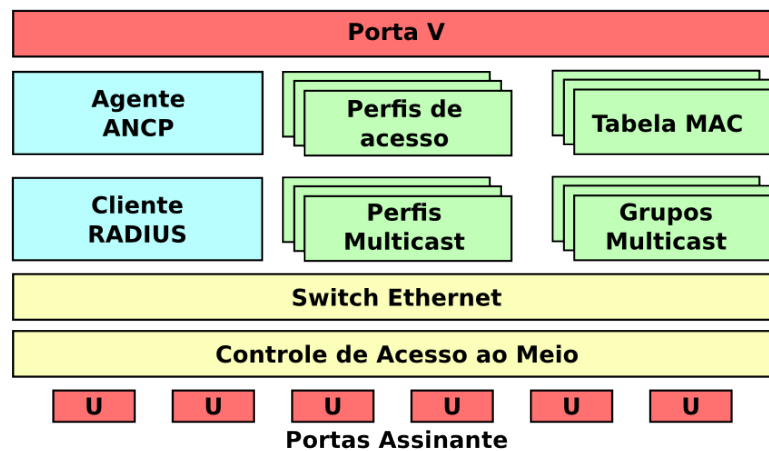 Porta V
Agente
ANCP
Perfis de
acesso
Tabela MAC
Cliente
RADIUS
Perfis
Multicast
Grupos
Multicast
Switch Ethernet
Controle de Acesso ao Meio
U U U U U U
Portas Assinante